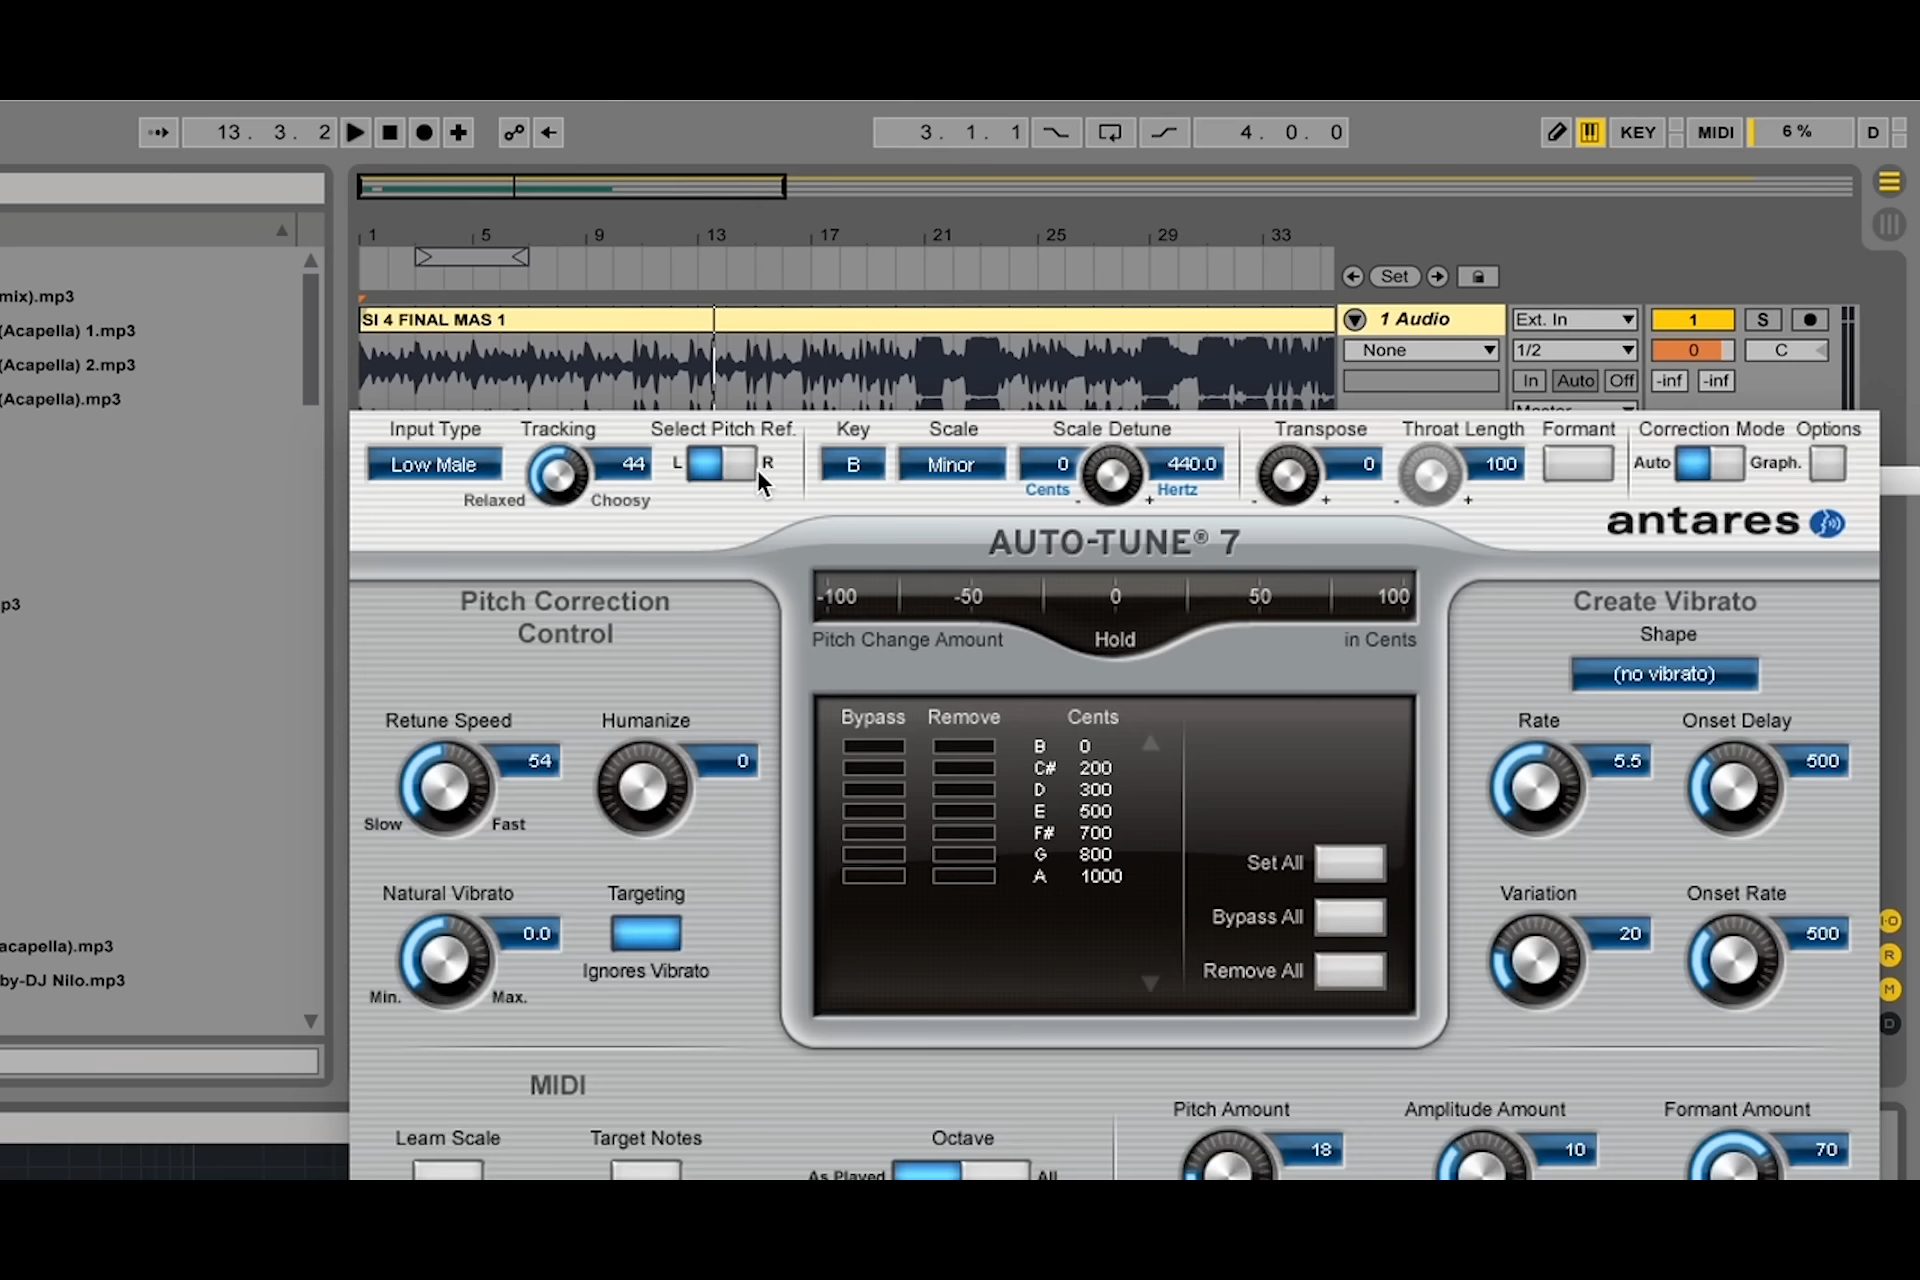 13. 3. 2
3. 1. 1
4. 0. 0
KEY
MIDI
6 %
D
1 5 9 13 17 21 25 29 33
Set
mix).mp3
(Acapella) 1.mp3
(Acapella) 2.mp3
(Acapella).mp3
p3
acapella).mp3
by-DJ Nilo.mp3
SI 4 FINAL MAS 1
1 Audio
Ext. In
1
S
None
1/2
0
C
In Auto Off
-inf -inf
Master
Input Type
Low Male
Tracking
44
Relaxed Choosy
Select Pitch Ref.
L R
Key
B
Scale
Minor
Scale Detune
0 440.0
Cents - + Hertz
Transpose
0
- +
Throat Length
100
- +
Formant
Correction Mode
Auto Graph.
Options
antares
AUTO-TUNE® 7
-100 -50 0 50 100
Pitch Change Amount Hold in Cents
Pitch Correction
Control
Retune Speed
54
Slow Fast
Humanize
0
Natural Vibrato
0.0
Min. Max.
Targeting
Ignores Vibrato
Bypass Remove Cents
B 0
C# 200
D 300
E 500
F# 700
G 800
A 1000
Set All
Bypass All
Remove All
Create Vibrato
Shape
(no vibrato)
Rate
5.5
Onset Delay
500
Variation
20
Onset Rate
500
I·O
R
M
D
MIDI
Learn Scale
Target Notes
Octave
As Played All
Pitch Amount
18
Amplitude Amount
10
Formant Amount
70